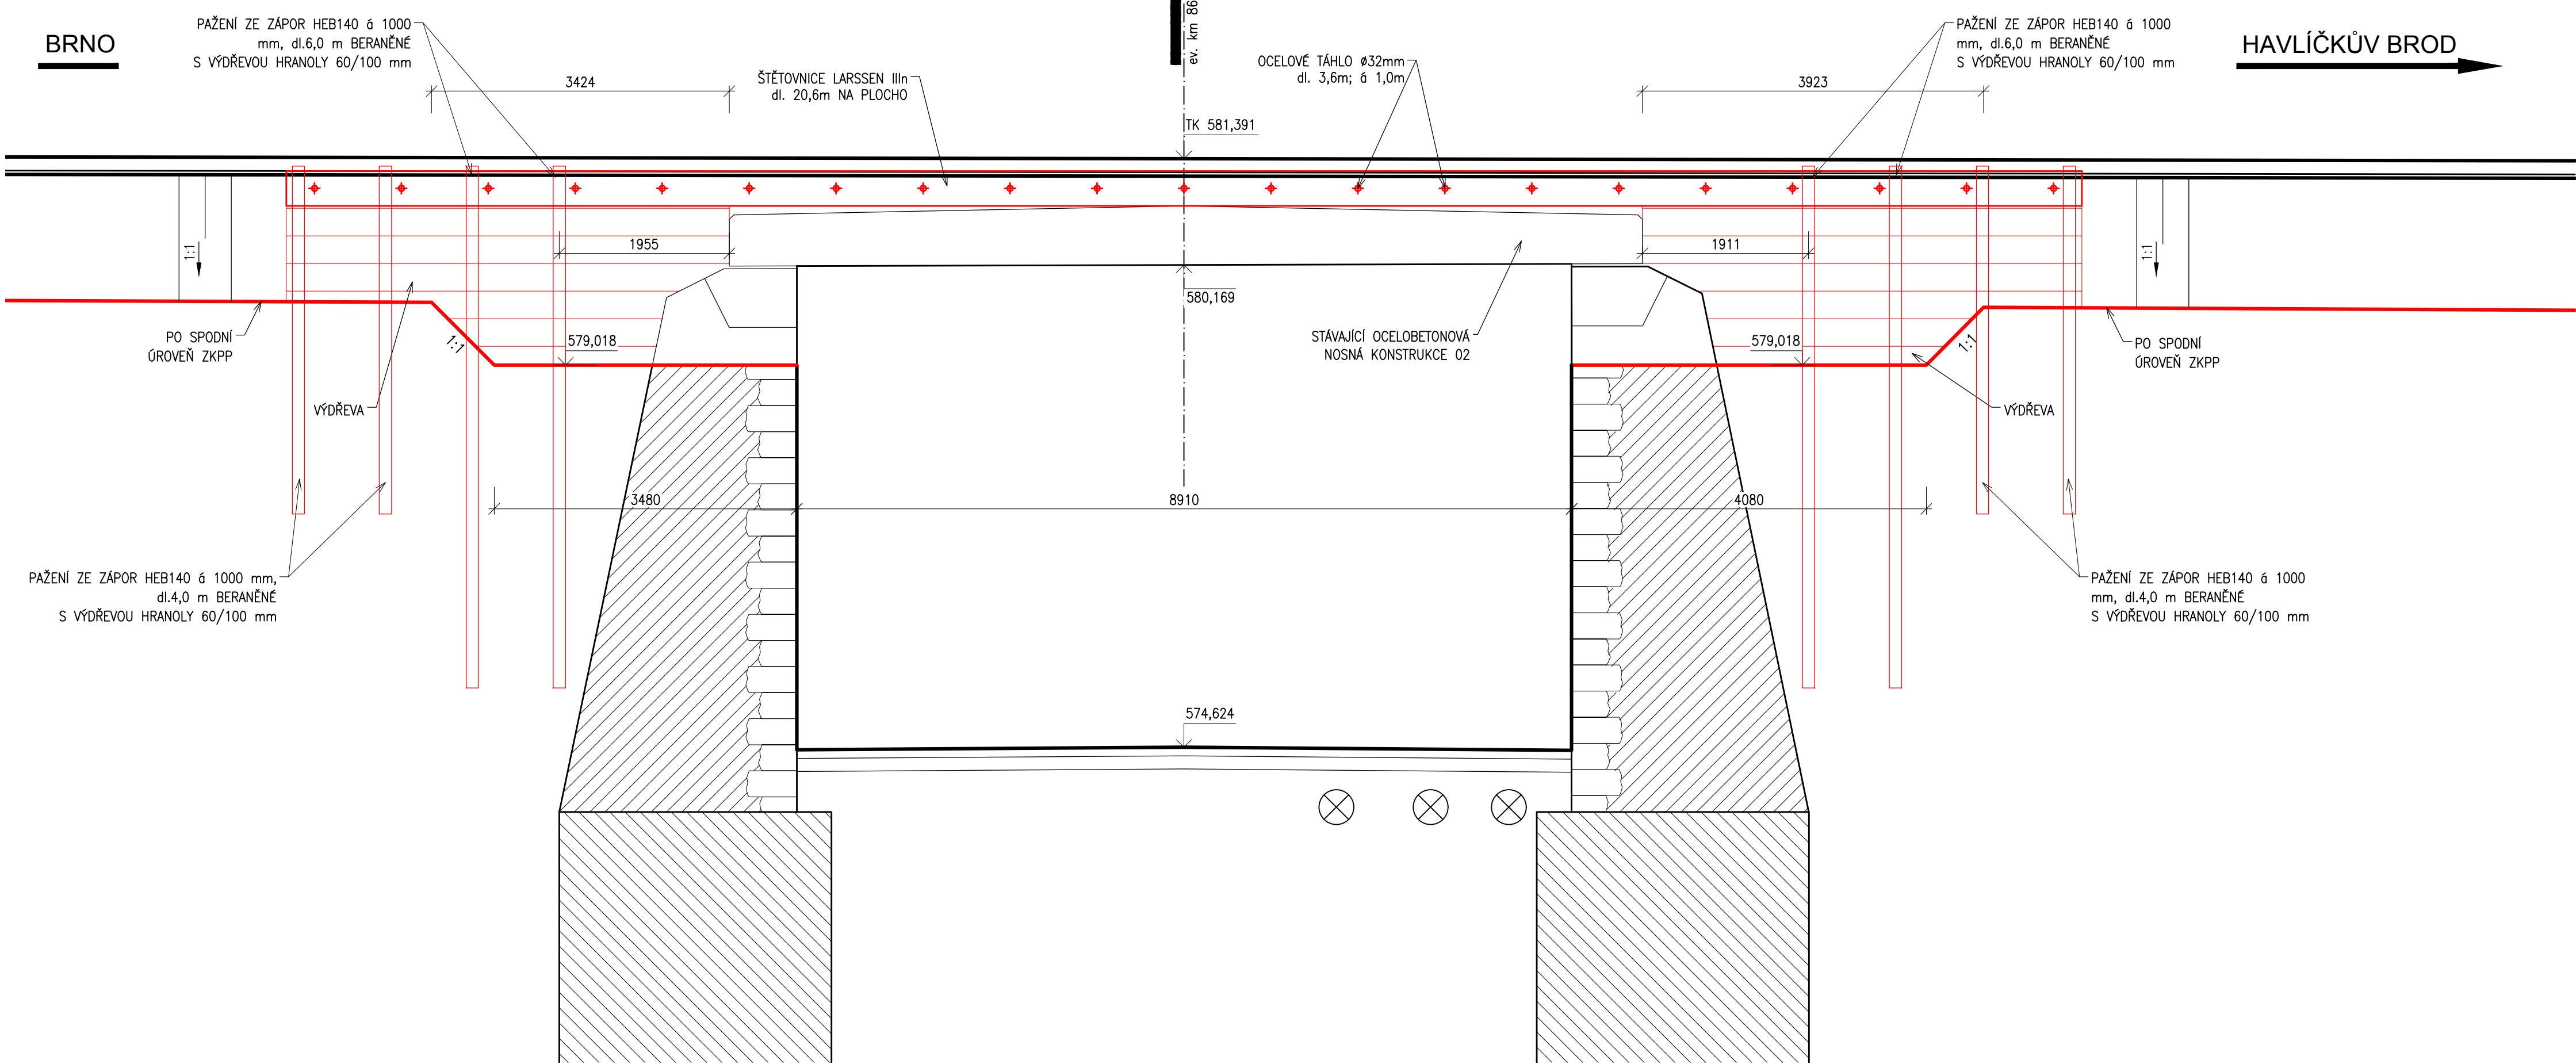 BRNO
PAŽENÍ ZE ZÁPOR HEB140 á 1000
mm, dl.6,0 m BERANĚNÉ
S VÝDŘEVOU HRANOLY 60/100 mm
3424
ŠTĚTOVNICE LARSSEN IIIn
dl. 20,6m NA PLOCHO
ev. km 86
OCELOVÉ TÁHLO ø32mm
dl. 3,6m; á 1,0m
TK 581,391
3923
PAŽENÍ ZE ZÁPOR HEB140 á 1000
mm, dl.6,0 m BERANĚNÉ
S VÝDŘEVOU HRANOLY 60/100 mm
HAVLÍČKŮV BROD
1:1
1955
1911
1:1
580,169
PO SPODNÍ
ÚROVEŇ ZKPP
1:1
579,018
STÁVAJÍCÍ OCELOBETONOVÁ
NOSNÁ KONSTRUKCE 02
579,018
1:1
PO SPODNÍ
ÚROVEŇ ZKPP
VÝDŘEVA
VÝDŘEVA
3480
8910
4080
PAŽENÍ ZE ZÁPOR HEB140 á 1000 mm,
dl.4,0 m BERANĚNÉ
S VÝDŘEVOU HRANOLY 60/100 mm
PAŽENÍ ZE ZÁPOR HEB140 á 1000
mm, dl.4,0 m BERANĚNÉ
S VÝDŘEVOU HRANOLY 60/100 mm
574,624